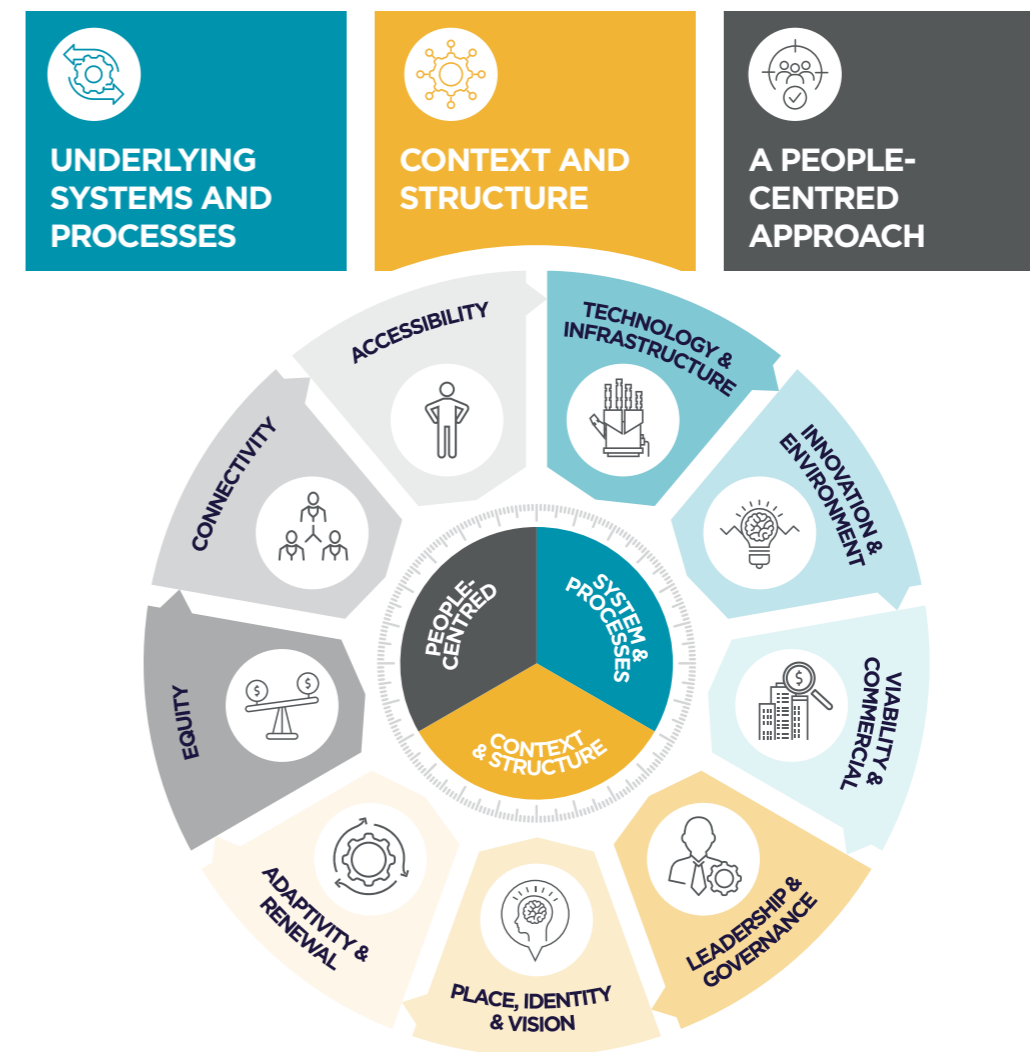 UNDERLYING
SYSTEMS AND
PROCESSES
CONTEXT AND
STRUCTURE
A PEOPLE-
CENTRED
APPROACH
ACCESSIBILITY
TECHNOLOGY &
INFRASTRUCTURE
INNOVATION &
ENVIRONMENT
VIABILITY &
COMMERCIAL
LEADERSHIP &
GOVERNANCE
PLACE, IDENTITY
& VISION
ADAPTIVITY &
RENEWAL
EQUITY
$
$
$
CONNECTIVITY
PEOPLE-
CENTRED
SYSTEM &
PROCESSES
CONTEXT
& STRUCTURE